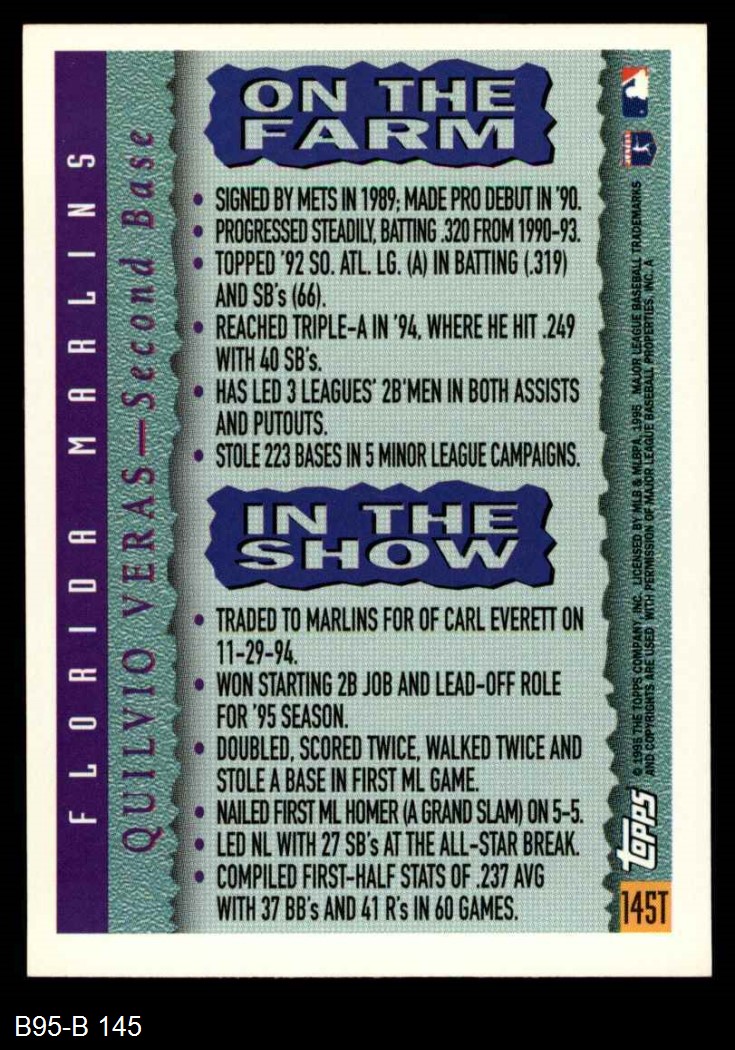 FLORIDA MARLINS
QUILVIO VERAS—Second Base
ON THE
FARM
• SIGNED BY METS IN 1989; MADE PRO DEBUT IN '90.
• PROGRESSED STEADILY, BATTING .320 FROM 1990-93.
• TOPPED '92 SO. ATL. LG. (A) IN BATTING (.319)
AND SB's (66).
• REACHED TRIPLE-A IN '94, WHERE HE HIT .249
WITH 40 SB's.
• HAS LED 3 LEAGUES' 2B'MEN IN BOTH ASSISTS
AND PUTOUTS.
• STOLE 223 BASES IN 5 MINOR LEAGUE CAMPAIGNS.
IN THE
SHOW
• TRADED TO MARLINS FOR OF CARL EVERETT ON
11-29-94.
• WON STARTING 2B JOB AND LEAD-OFF ROLE
FOR '95 SEASON.
• DOUBLED, SCORED TWICE, WALKED TWICE AND
STOLE A BASE IN FIRST ML GAME.
• NAILED FIRST ML HOMER (A GRAND SLAM) ON 5-5.
• LED NL WITH 27 SB's AT THE ALL-STAR BREAK.
• COMPILED FIRST-HALF STATS OF .237 AVG
WITH 37 BB's AND 41 R's IN 60 GAMES.
© 1995 THE TOPPS COMPANY, INC. LICENSED BY MLB & MLBPA, 1995 MAJOR LEAGUE BASEBALL TRADEMARKS
AND COPYRIGHTS ARE USED WITH PERMISSION OF MAJOR LEAGUE BASEBALL PROPERTIES, INC. A
Topps
145T
B95-B 145